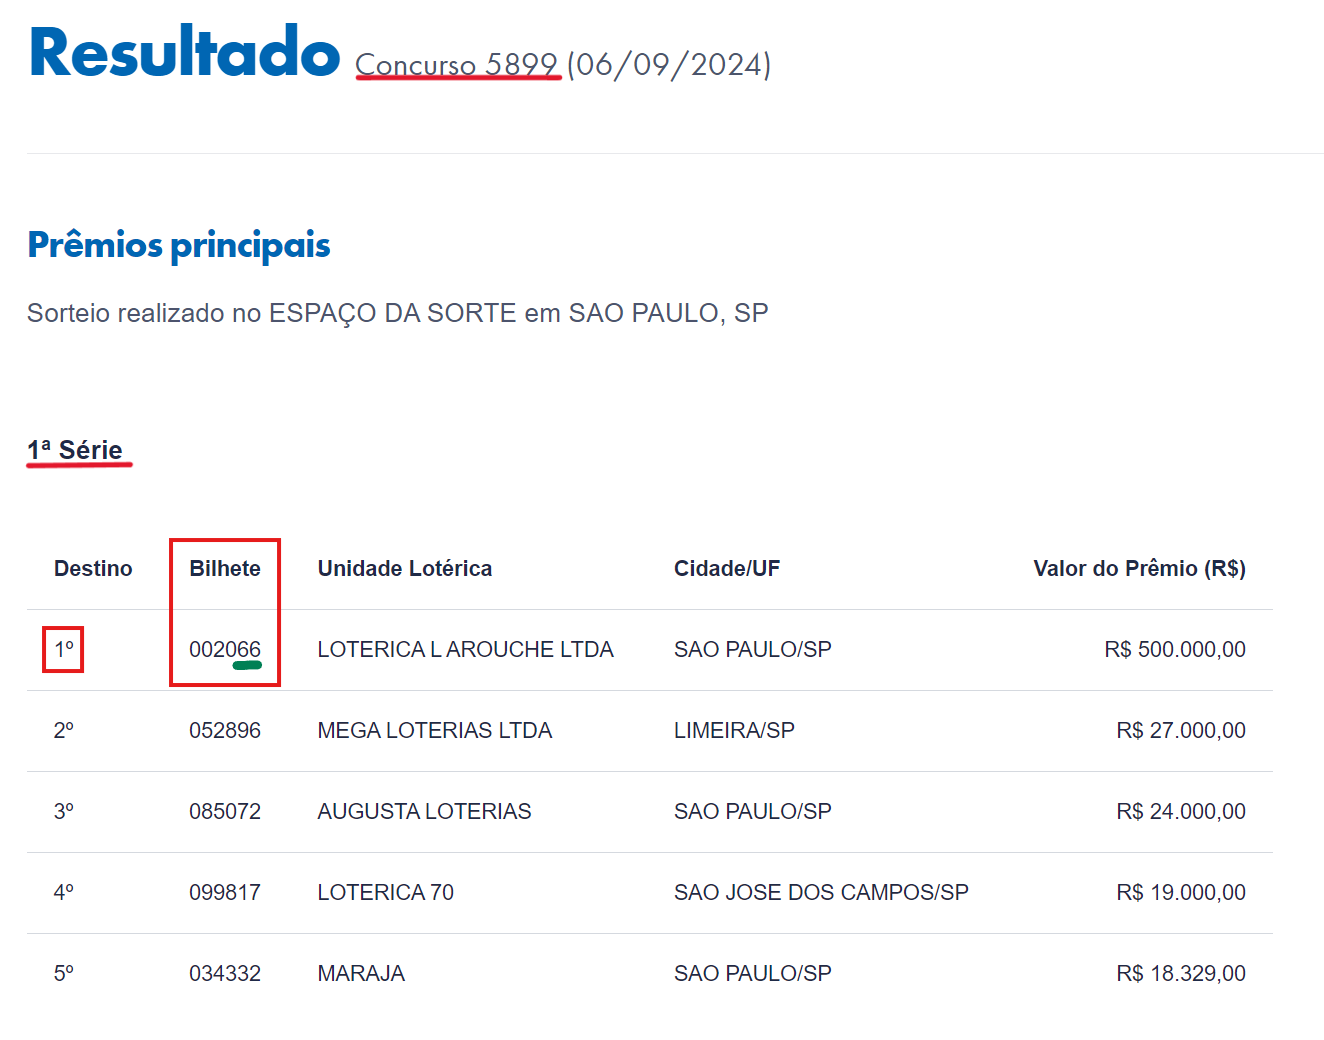 Resultado Concurso 5899 (06/09/2024)
Prêmios principais
Sorteio realizado no ESPAÇO DA SORTE em SAO PAULO, SP
1ª Série
Destino Bilhete Unidade Lotérica Cidade/UF Valor do Prêmio (R$)
1º 002066 LOTERICA L AROUCHE LTDA SAO PAULO/SP R$ 500.000,00
2º 052896 MEGA LOTERIAS LTDA LIMEIRA/SP R$ 27.000,00
3º 085072 AUGUSTA LOTERIAS SAO PAULO/SP R$ 24.000,00
4º 099817 LOTERICA 70 SAO JOSE DOS CAMPOS/SP R$ 19.000,00
5º 034332 MARAJA SAO PAULO/SP R$ 18.329,00